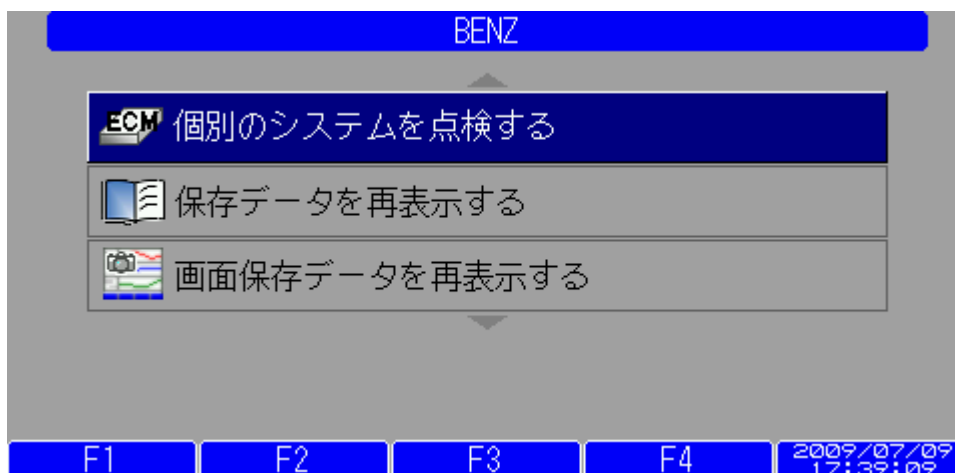 BENZ
ECM 個別のシステムを点検する
保存データを再表示する
画面保存データを再表示する
F1 F2 F3 F4 2009/07/09
17:39:09